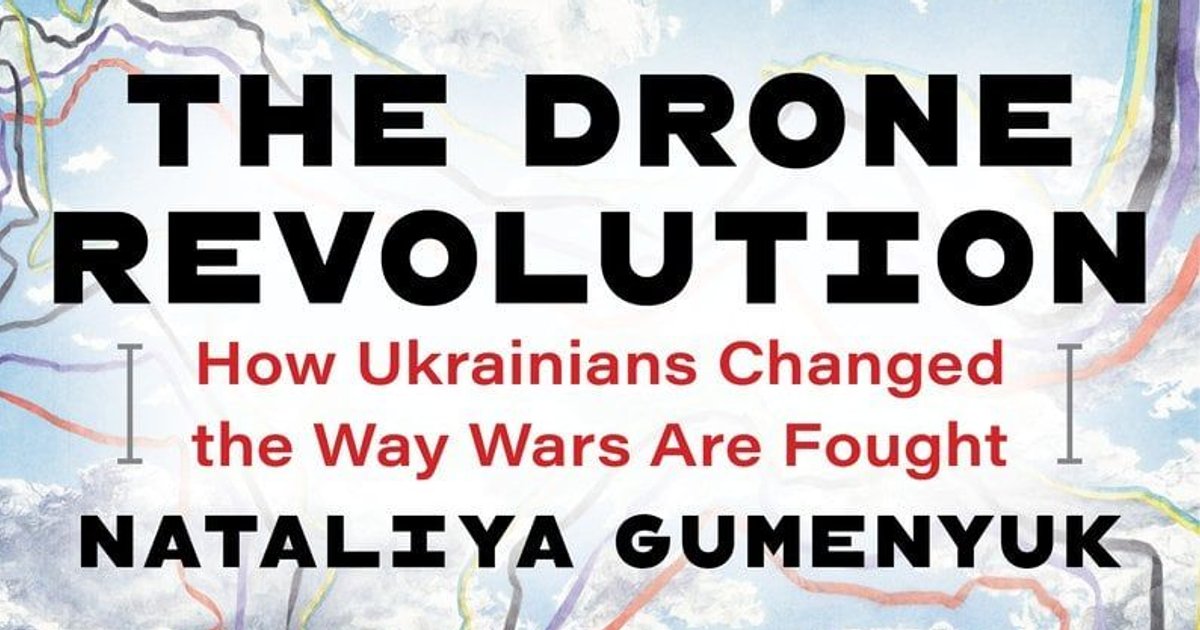 THE DRONE
REVOLUTION
How Ukrainians Changed
the Way Wars Are Fought
NATALIYA GUMENYUK